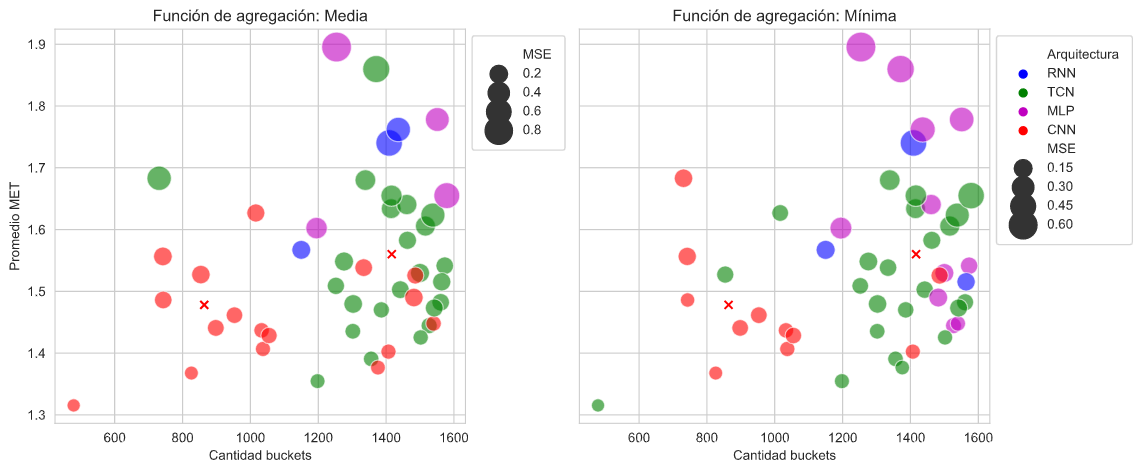 Función de agregación: Media
Promedio MET
1.9
1.8
1.7
1.6
1.5
1.4
1.3
600 800 1000 1200 1400 1600
Cantidad buckets
MSE
0.2
0.4
0.6
0.8
Función de agregación: Mínima
600 800 1000 1200 1400 1600
Cantidad buckets
Arquitectura
RNN
TCN
MLP
CNN
MSE
0.15
0.30
0.45
0.60